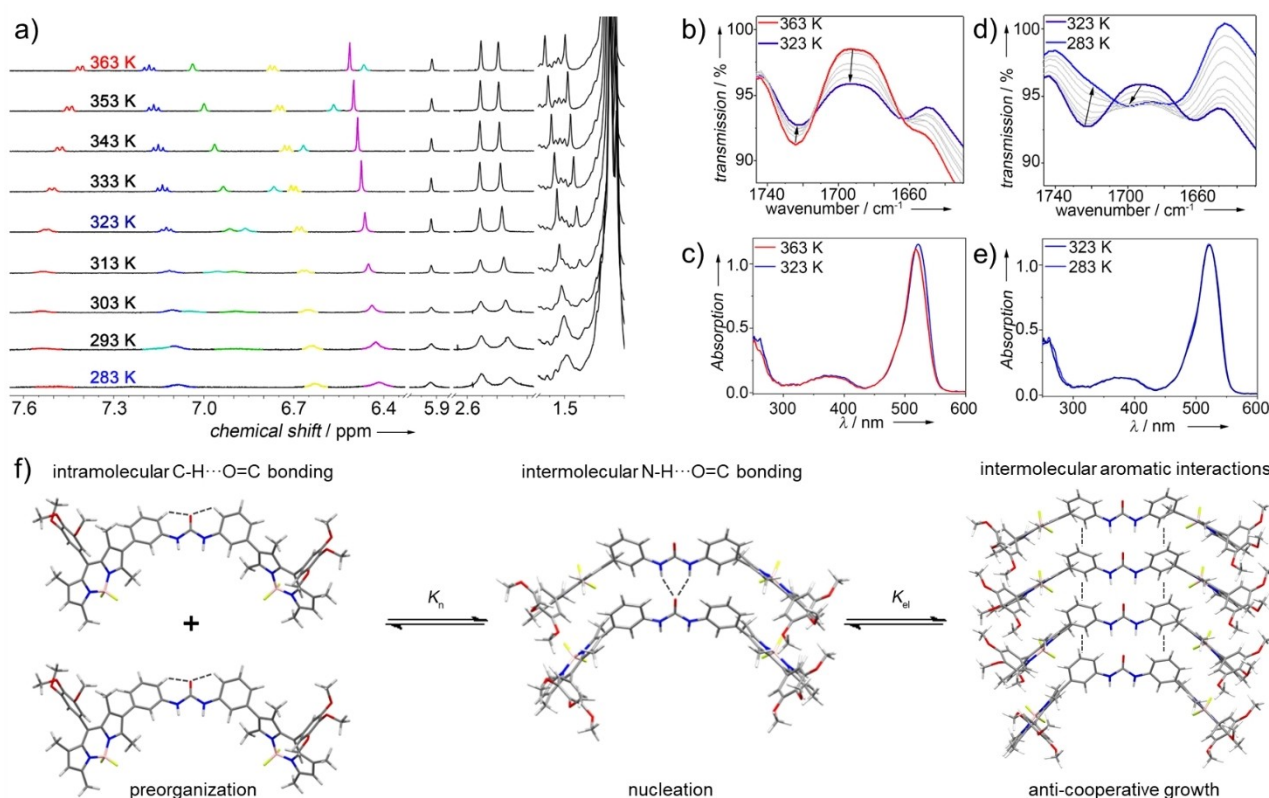 a)
363 K
353 K
343 K
333 K
323 K
313 K
303 K
293 K
283 K
7.6 7.3 7.0 6.7 6.4 5.9 2.6 1.5
chemical shift / ppm
b)
363 K
323 K
transmission / %
100
95
90
1740 1700 1660
wavenumber / cm-1
d)
323 K
283 K
transmission / %
100
95
90
1740 1700 1660
wavenumber / cm-1
c)
363 K
323 K
Absorption
1.0
0.5
0.0
300 400 500 600
λ / nm
e)
323 K
283 K
Absorption
1.0
0.5
0.0
300 400 500 600
λ / nm
f)
intramolecular C-H···O=C bonding
intermolecular N-H···O=C bonding
intermolecular aromatic interactions
+
Kn
Kel
preorganization
nucleation
anti-cooperative growth